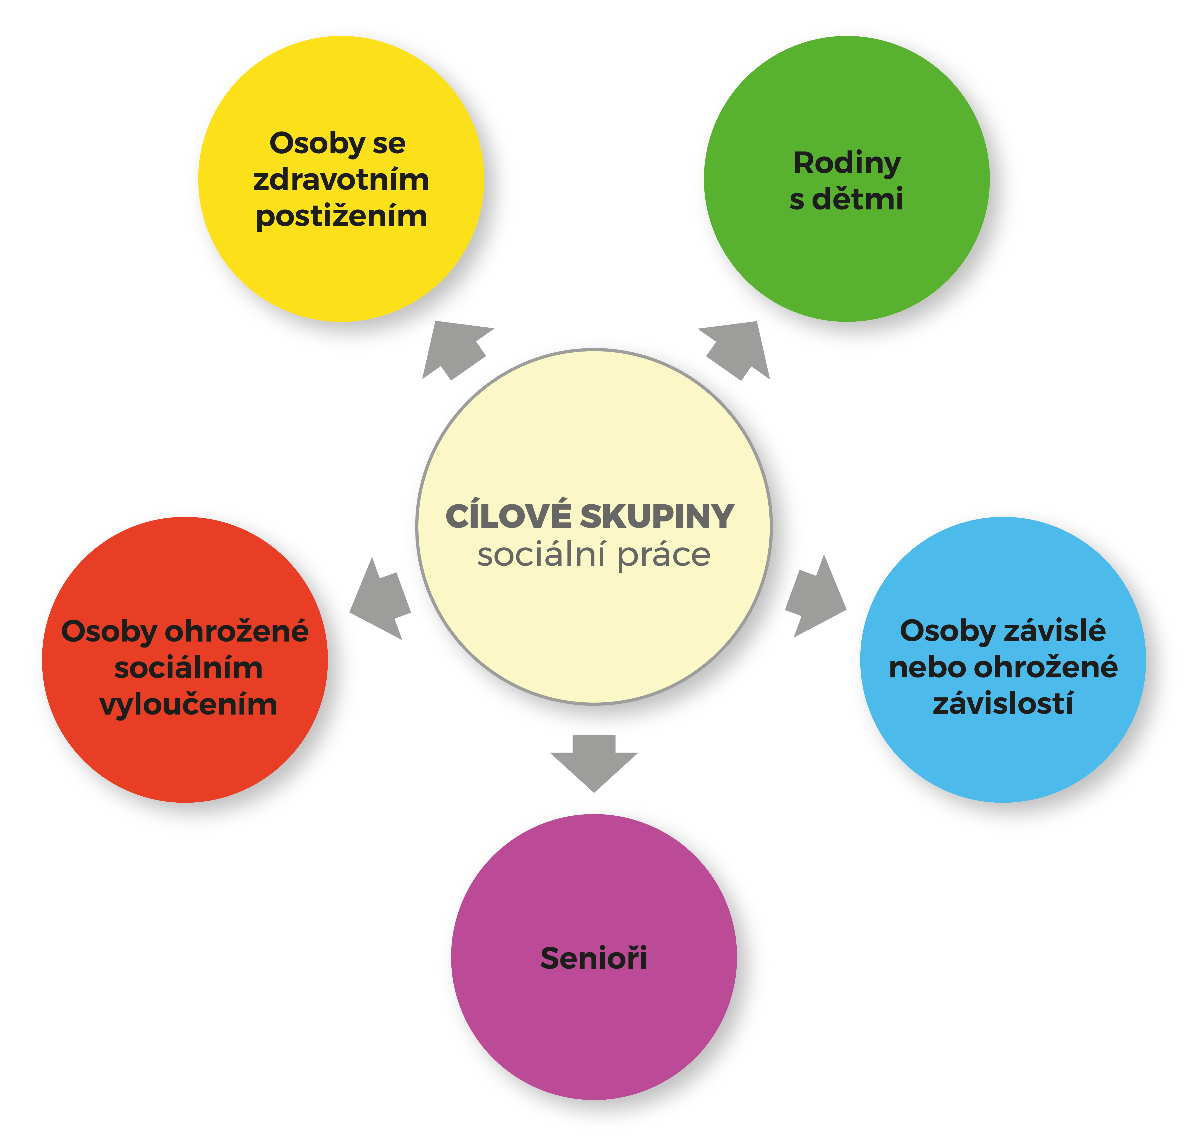 Osoby se
zdravotním
postižením
Rodiny
s dětmi
CÍLOVÉ SKUPINY
sociální práce
Osoby ohrožené
sociálním
vyloučením
Osoby závislé
nebo ohrožené
závislostí
Senioři